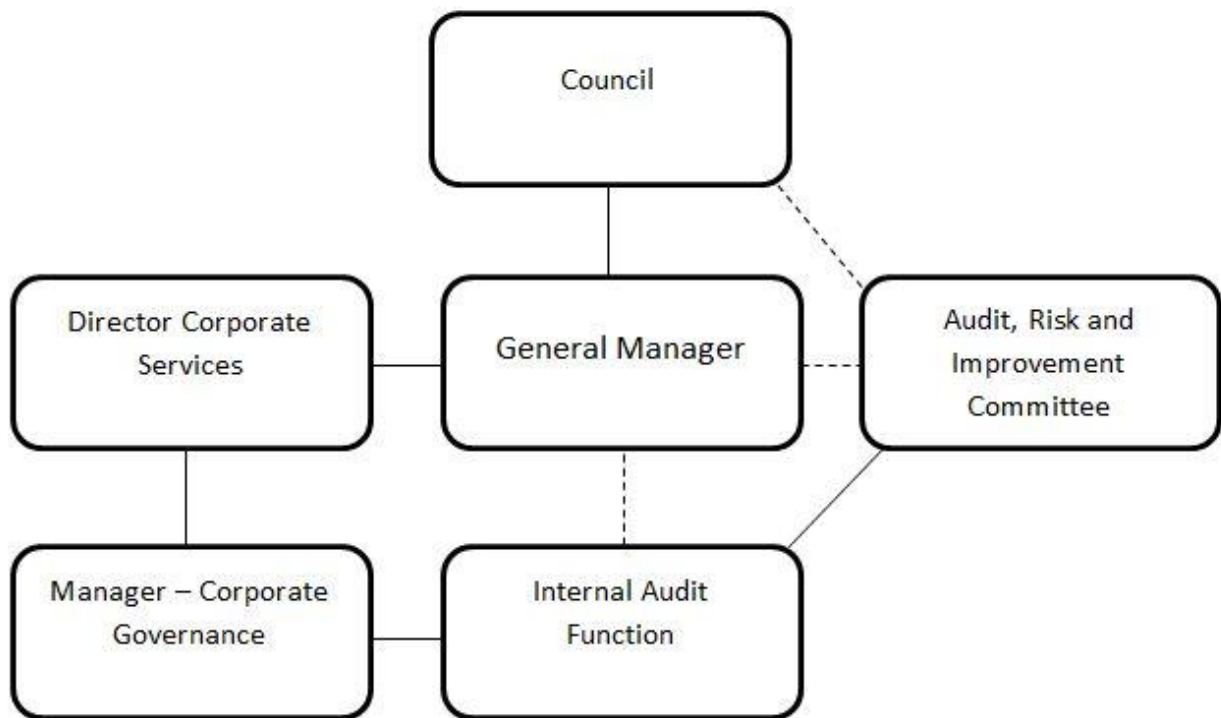 Council
Director Corporate
Services
General Manager
Audit, Risk and
Improvement
Committee
Manager – Corporate
Governance
Internal Audit
Function